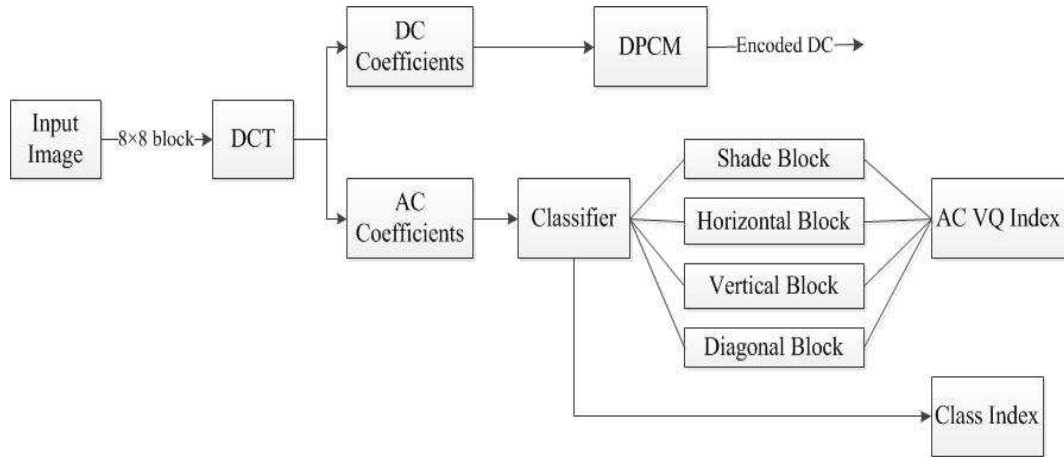 Input
Image
8×8 block
DCT
DC
Coefficients
DPCM
Encoded DC
AC
Coefficients
Classifier
Shade Block
Horizontal Block
Vertical Block
Diagonal Block
AC VQ Index
Class Index